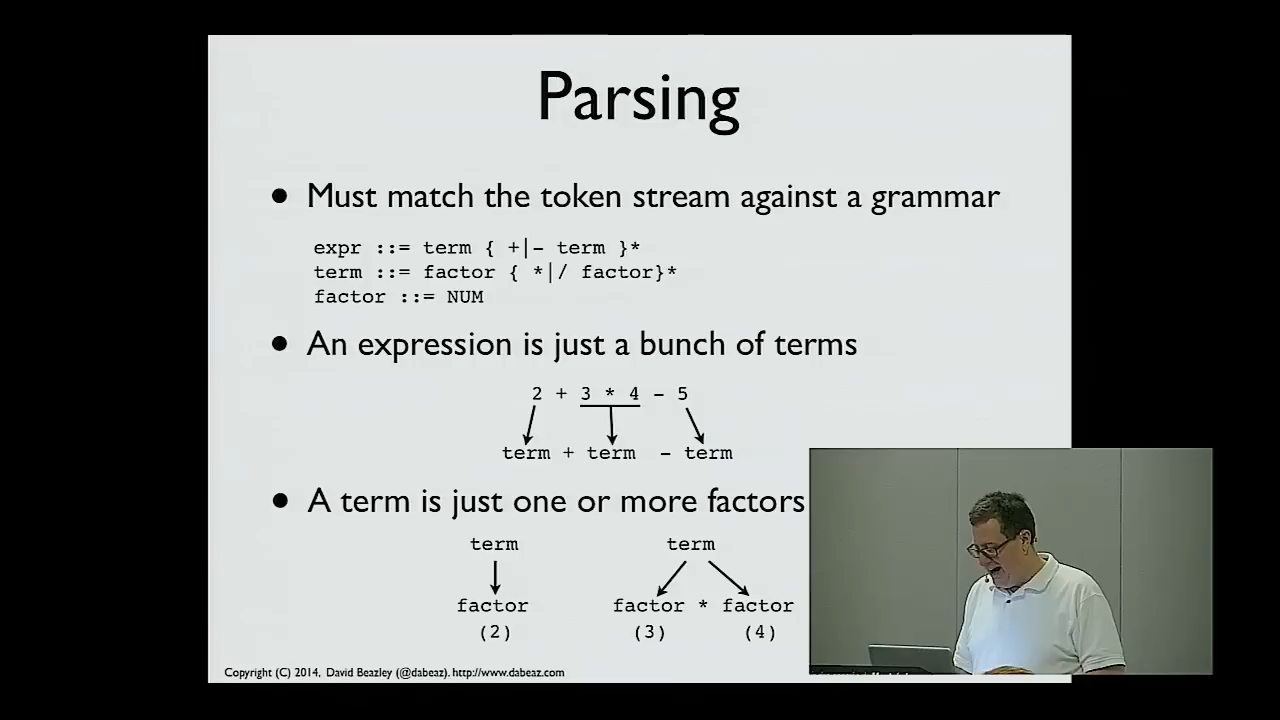 Parsing
• Must match the token stream against a grammar
expr ::= term { +|- term }*
term ::= factor { *|/ factor}*
factor ::= NUM
• An expression is just a bunch of terms
2 + 3 * 4 - 5
term + term - term
• A term is just one or more factors
term term
factor factor * factor
(2) (3) (4)
Copyright (C) 2014, David Beazley (@dabeaz). http://www.dabeaz.com